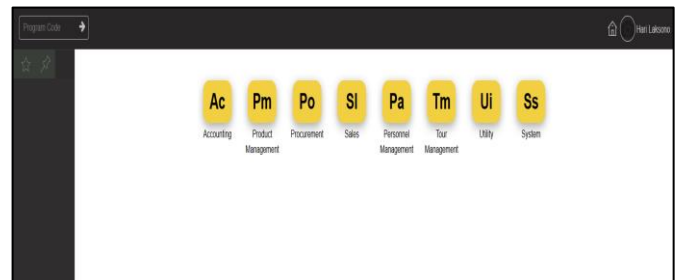 Program Code
Hari Laksono
Ac Pm Po Sl Pa Tm Ui Ss
Accounting Product Management Procurement Sales Personnel Management Tour Management Utility System